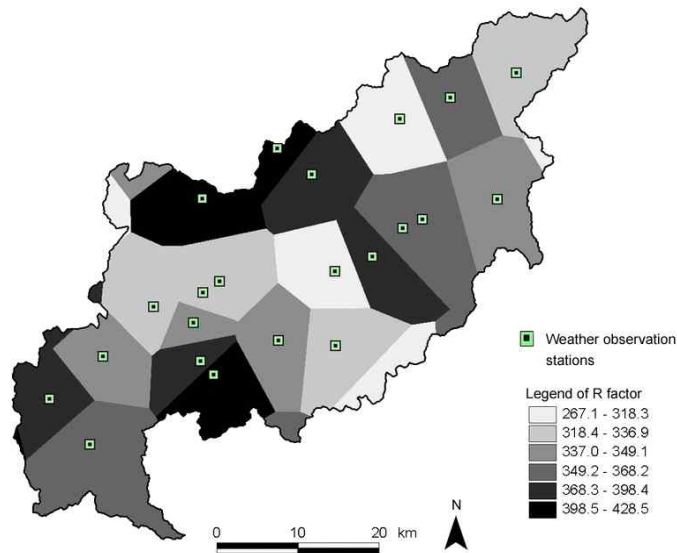 Weather observation
stations
Legend of R factor
267.1 - 318.3
318.4 - 336.9
337.0 - 349.1
349.2 - 368.2
368.3 - 398.4
398.5 - 428.5
N
0 10 20 km